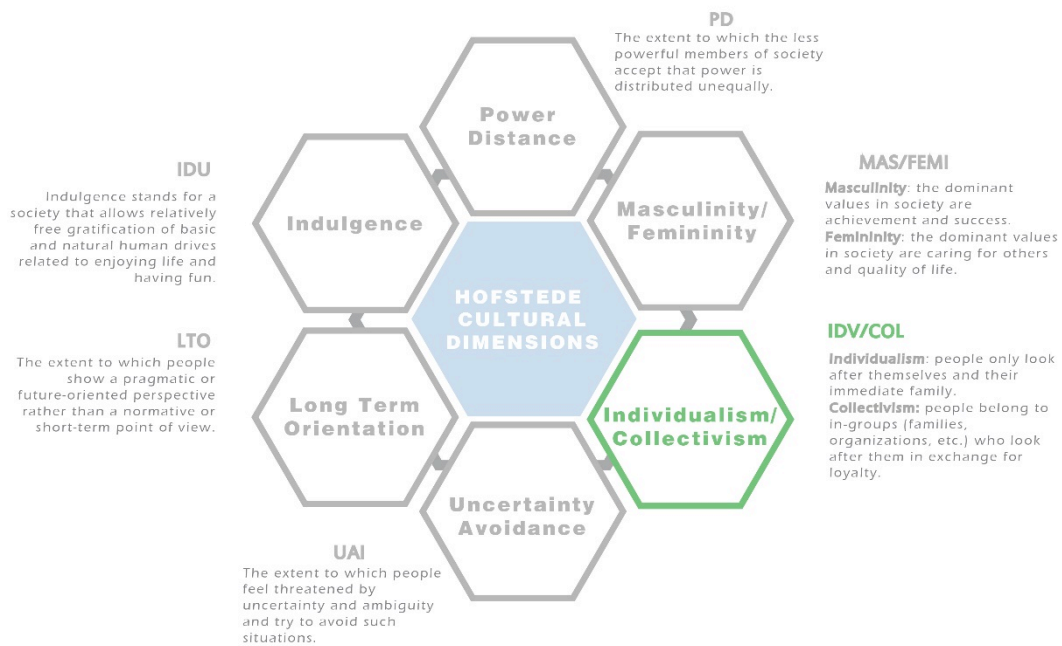 PD
The extent to which the less
powerful members of society
accept that power is
distributed unequally.
Power
Distance
IDU
Indulgence stands for a
society that allows relatively
free gratification of basic
and natural human drives
related to enjoying life and
having fun.
Indulgence
Masculinity/
Femininity
MAS/FEMI
Masculinity: the dominant
values in society are
achievement and success.
Femininity: the dominant values
in society are caring for others
and quality of life.
HOFSTEDE
CULTURAL
DIMENSIONS
LTO
The extent to which people
show a pragmatic or
future-oriented perspective
rather than a normative or
short-term point of view.
Long Term
Orientation
Individualism/
Collectivism
IDV/COL
Individualism: people only look
after themselves and their
immediate family.
Collectivism: people belong to
in-groups (families,
organizations, etc.) who look
after them in exchange for
loyalty.
Uncertainty
Avoidance
UAI
The extent to which people
feel threatened by
uncertainty and ambiguity
and try to avoid such
situations.